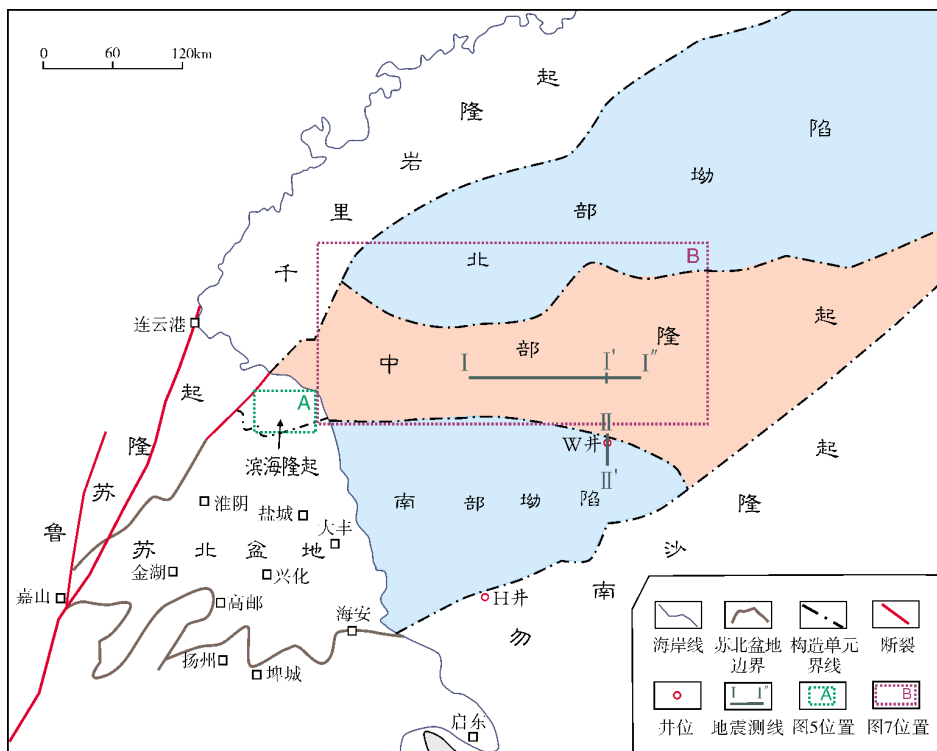 0 60 120km
千里岩隆起
北部坳陷
B
中部隆起
I I' I"
连云港
A
滨海隆起
II
W井
II'
南部坳陷
鲁苏隆起
淮阴
盐城
大丰
苏北盆地
金湖
兴化
嘉山
高邮
海安
H井
勿南沙隆起
扬州
埤城
启东
海岸线
苏北盆地边界
构造单元界线
断裂
井位
I I"
地震测线
A
图5位置
B
图7位置